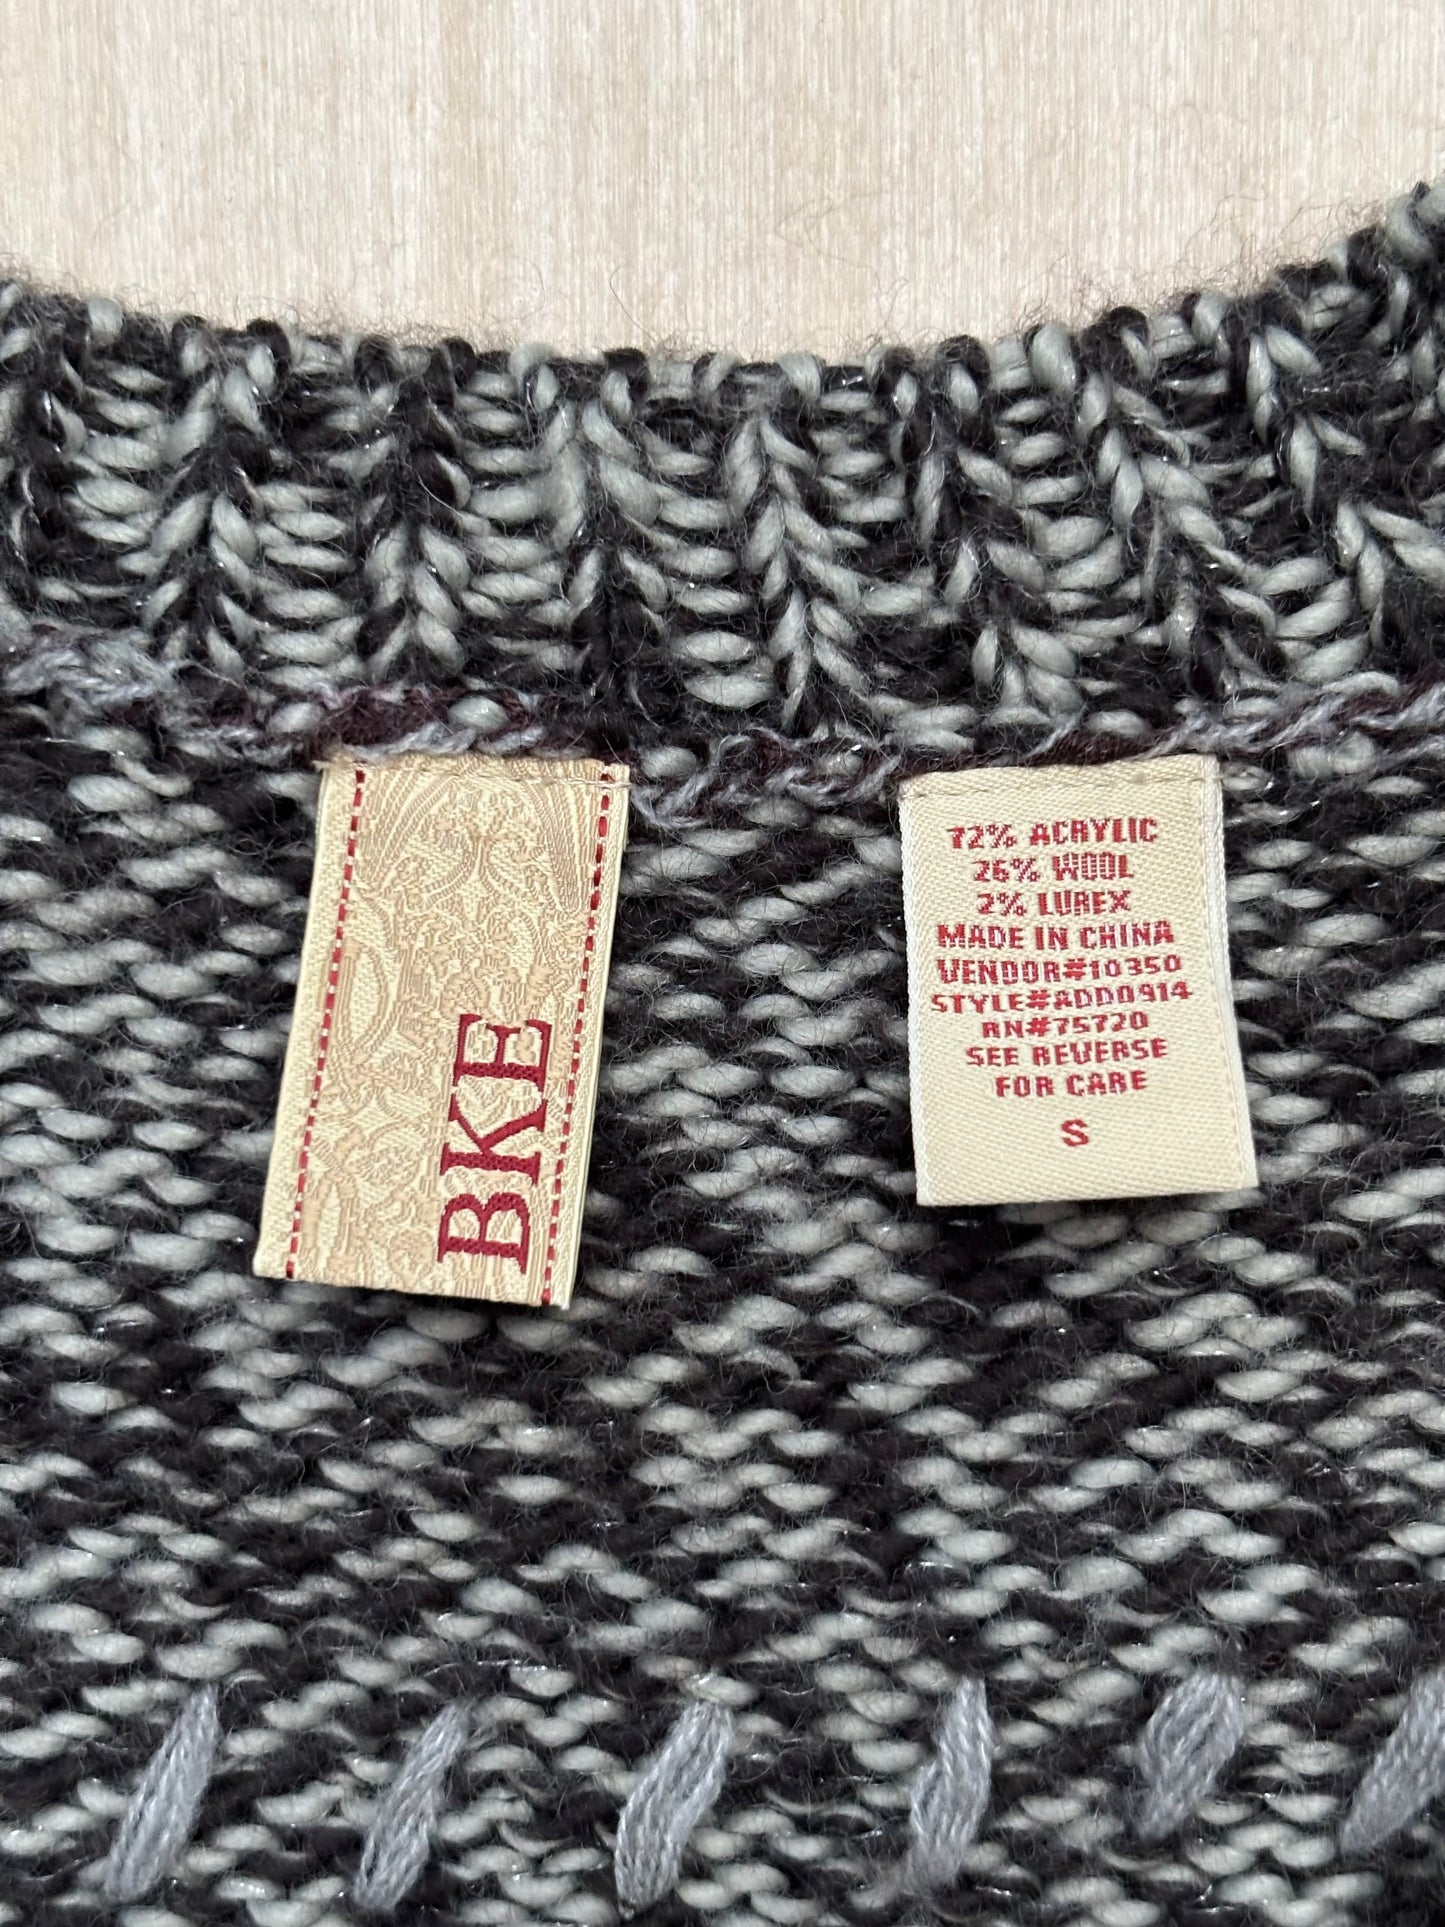 BKE
72% ACRYLIC
26% WOOL
2% LUREX
MADE IN CHINA
VENDOR#10350
STYLE#ADD0914
RN#75720
SEE REVERSE
FOR CARE
S